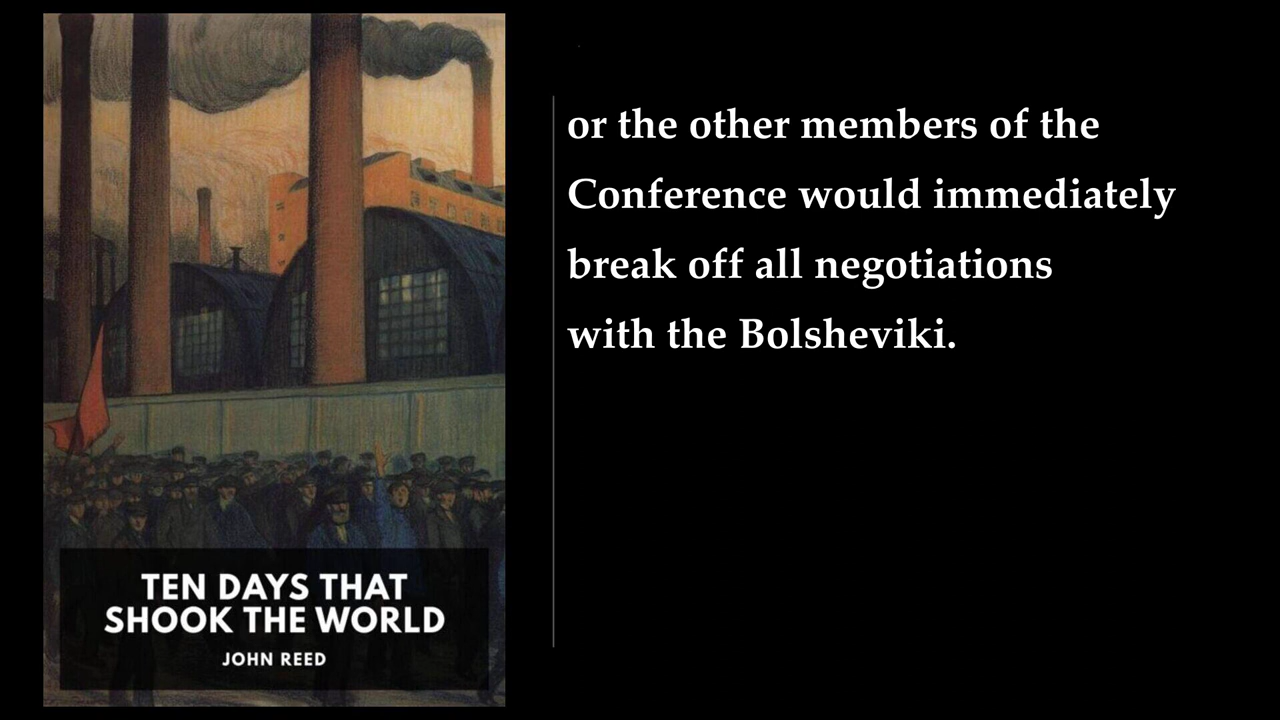 or the other members of the
Conference would immediately
break off all negotiations
with the Bolsheviki.
TEN DAYS THAT
SHOOK THE WORLD
JOHN REED